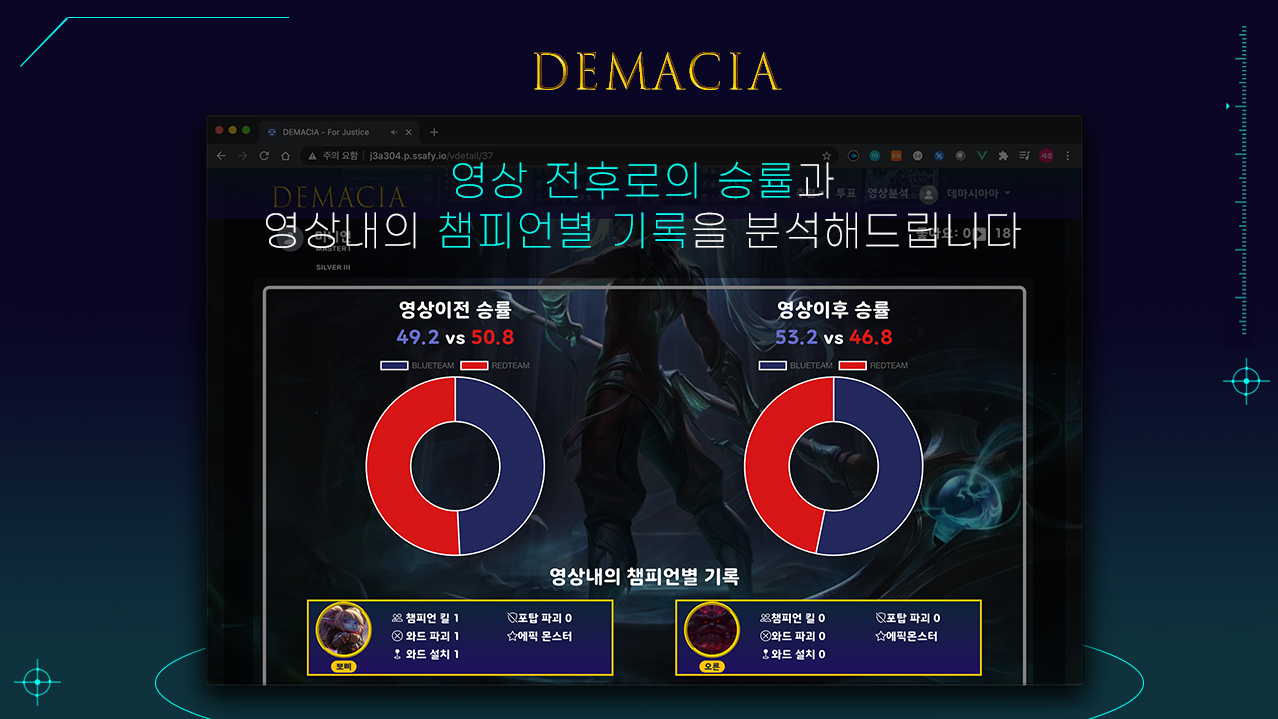 DEMACIA
DEMACIA - For Justice
주의 요함 | j3a304.p.ssafy.io/vdetail/37
영상 전후로의 승률과
DEMACIA 투표 영상분석 데마시아아
영상내의 챔피언별 기록을 분석해드립니다
MASTER 1
좋아요: 0 18
SILVER III
영상이전 승률 영상이후 승률
49.2 vs 50.8 53.2 vs 46.8
BLUETEAM REDTEAM BLUETEAM REDTEAM
영상내의 챔피언별 기록
챔피언 킬 1 포탑 파괴 0 챔피언 킬 0 포탑 파괴 0
와드 파괴 1 에픽 몬스터 와드 파괴 0 에픽몬스터
와드 설치 1 와드 설치 0
뽀삐 오른